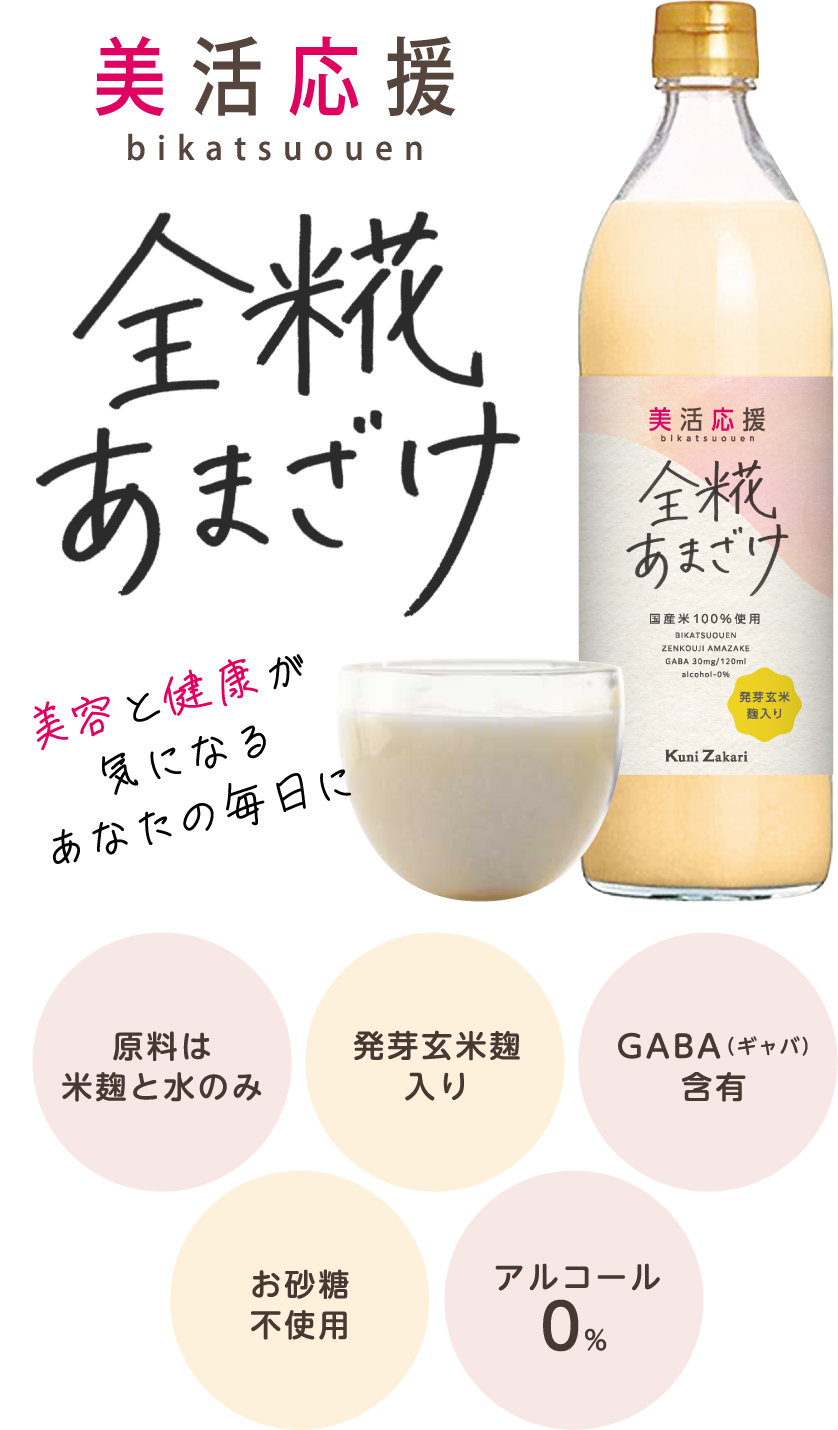 美活応援
bikatsuouen
全糀
あまざけ
美容と健康が
気になる
あなたの毎日に
美活応援
bikatsuouen
全糀
あまざけ
国産米100%使用
BIKATSUOUEN
ZENKOUJI AMAZAKE
GABA 30mg/120ml
alcohol-0%
発芽玄米
麹入り
Kuni Zakari
原料は
米麹と水のみ
発芽玄米麹
入り
GABA(ギャバ)
含有
お砂糖
不使用
アルコール
0%